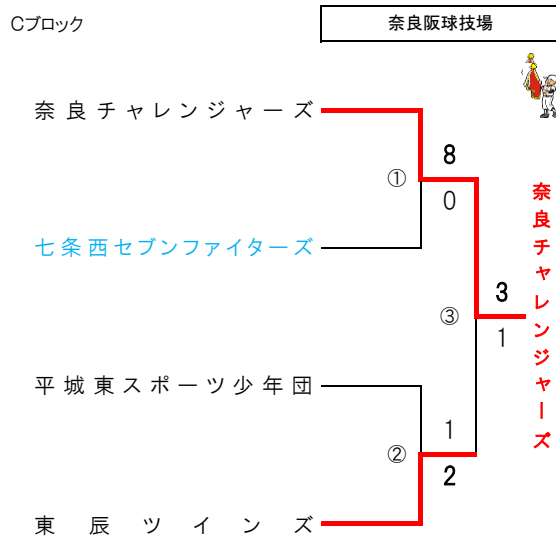 Cブロック
奈良阪球技場
奈良チャレンジャーズ
8
①
0
七条西セブンファイターズ
奈良チャレンジャーズ
3
③
1
平城東スポーツ少年団
1
②
2
東辰ツインズ